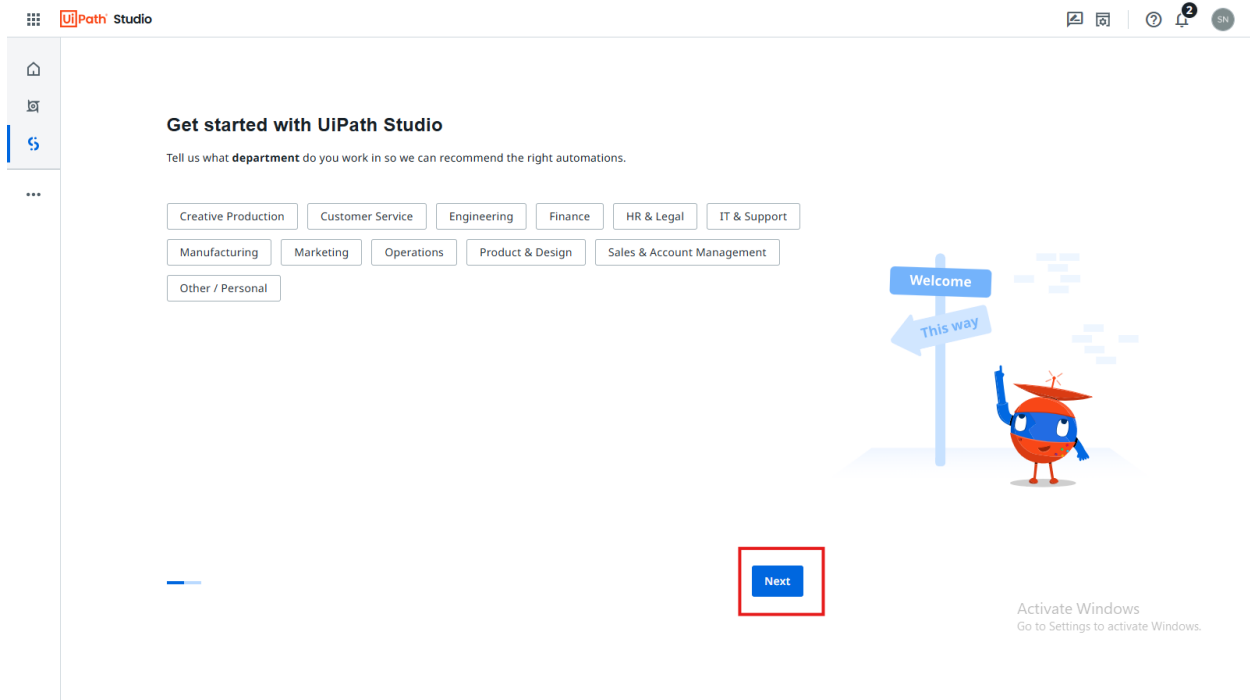 UiPath Studio
2
SN
Get started with UiPath Studio
Tell us what department do you work in so we can recommend the right automations.
Creative Production Customer Service Engineering Finance HR & Legal IT & Support
Manufacturing Marketing Operations Product & Design Sales & Account Management
Other / Personal
Welcome
This way
Next
Activate Windows
Go to Settings to activate Windows.